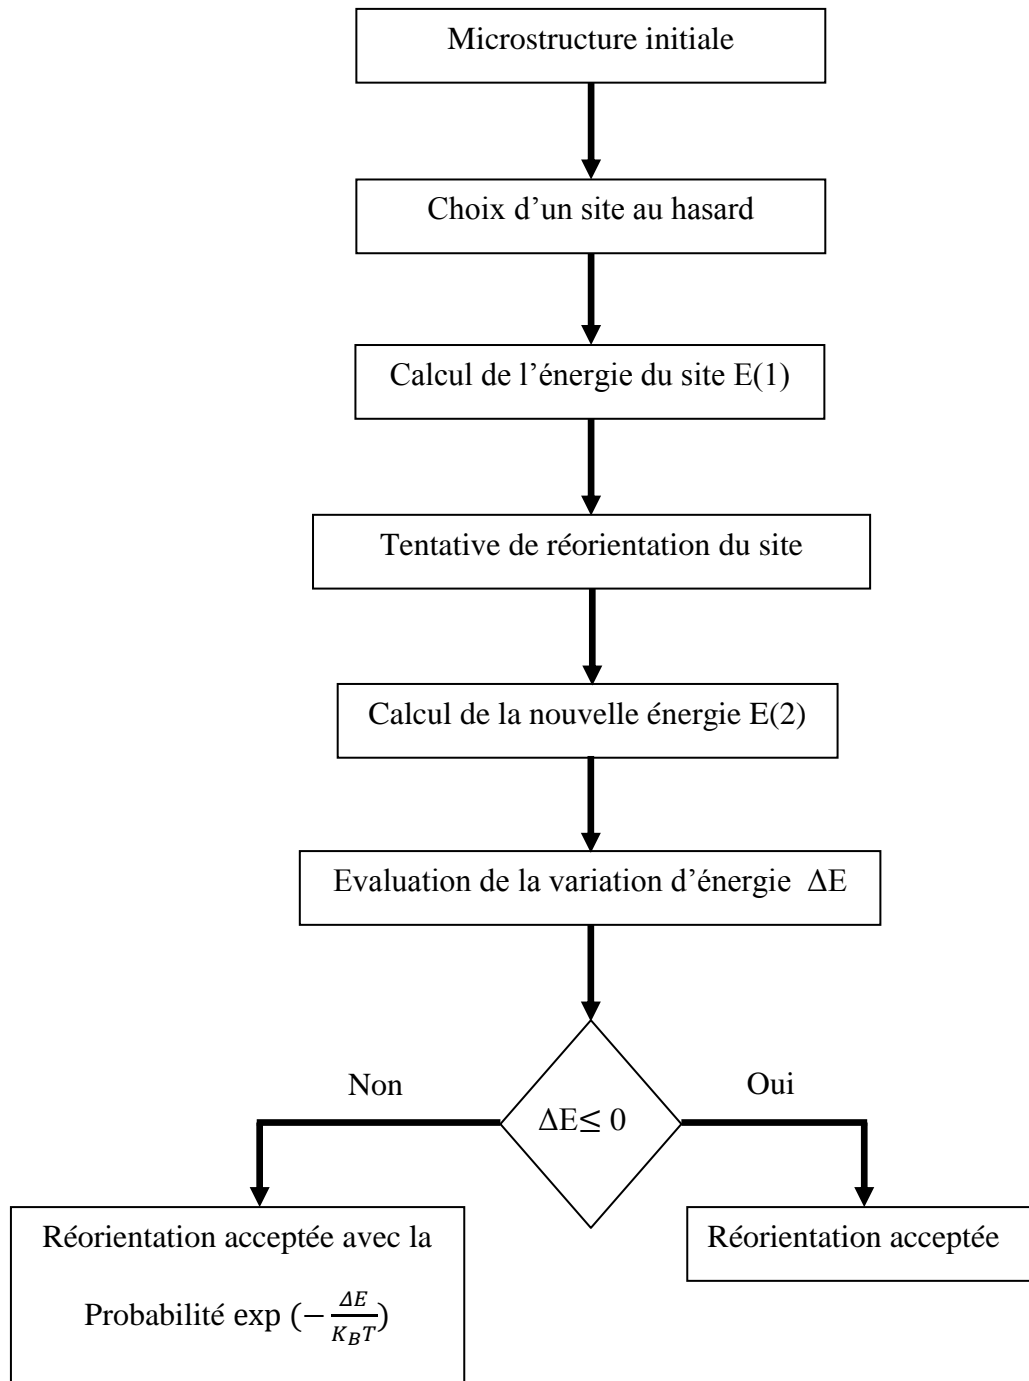 Microstructure initiale
Choix d’un site au hasard
Calcul de l’énergie du site E(1)
Tentative de réorientation du site
Calcul de la nouvelle énergie E(2)
Evaluation de la variation d’énergie ΔE
Non
Oui
ΔE≤ 0
Réorientation acceptée avec la
Probabilité exp (−ΔE/K_BT)
Réorientation acceptée